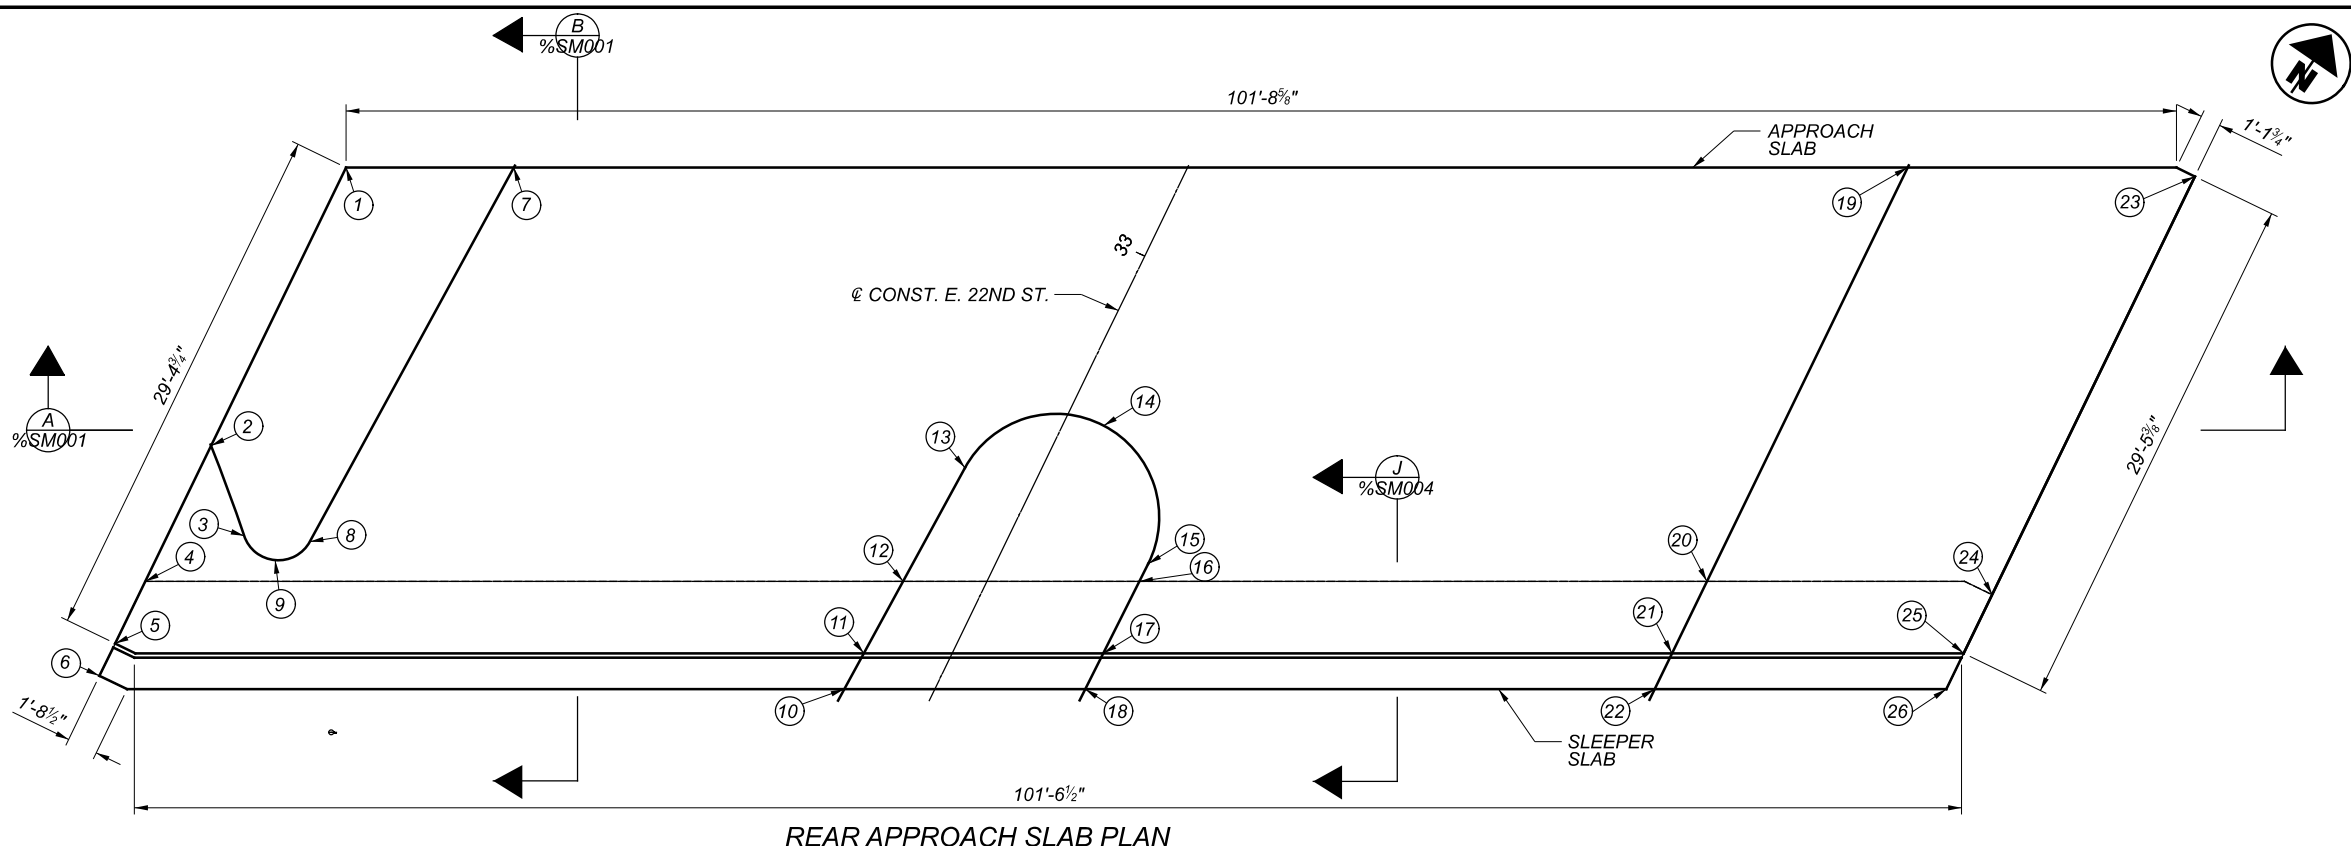 B
%SM001
N
101'-8⅝"
1'-1¾"
APPROACH
SLAB
1
7
19
23
33
℄ CONST. E. 22ND ST.
29'-4¾"
29'-5⅜"
A
%SM001
2
14
13
J
%SM004
3
8
4
12
15
16
20
24
9
5
11
17
21
25
6
10
18
22
26
1'-8½"
SLEEPER
SLAB
101'-6½"
REAR APPROACH SLAB PLAN